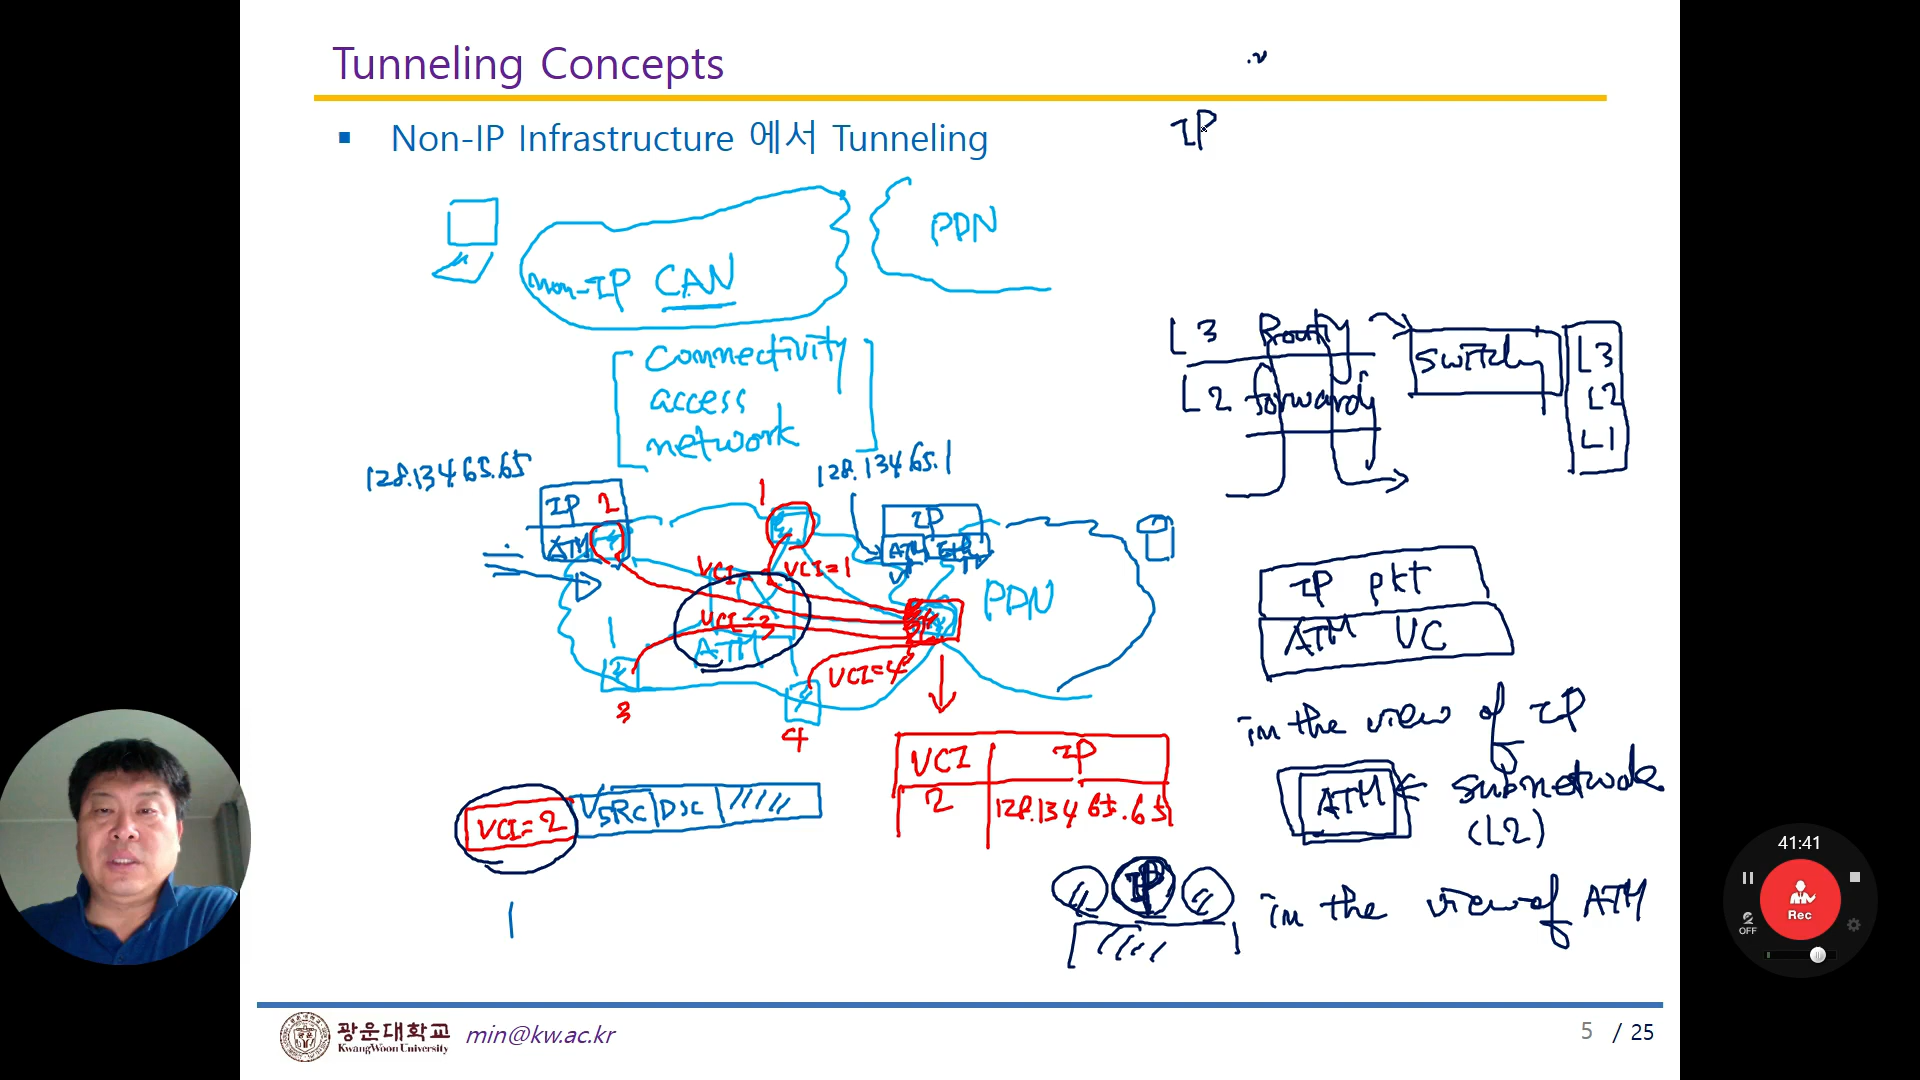 Tunneling Concepts
Non-IP Infrastructure 에서 Tunneling
IP
PDN
non-IP CAN
Connectivity
access
network
L3 Routing
L2 forwarding
Switching
L3
L2
L1
128.134.65.65
128.134.65.1
IP 2
ATM
1
IP
ATM
VCI=
VCI=1
VCI=3
ATM
PDN
1
VCI=4
3
4
IP pkt
ATM VC
in the view of IP
ATM
subnetwork
(L2)
VCI IP
2 128.134.65.65
VCI=2 SRC DSC
IP
in the view of ATM
41:41
Rec
OFF
광운대학교
KwangWoon University
min@kw.ac.kr
5 / 25